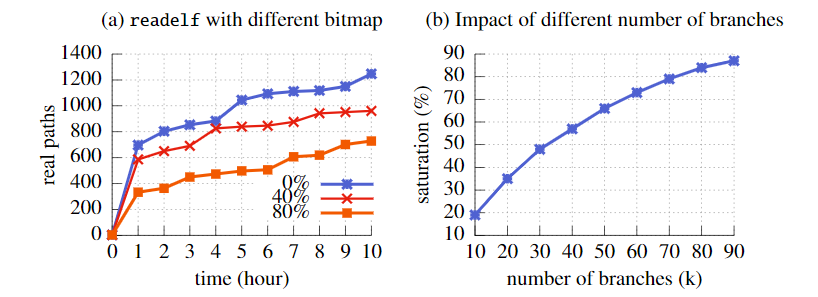 (a) readelf with different bitmap
1400
1200
1000
800
600
400
200
0
real paths
0%
40%
80%
0 1 2 3 4 5 6 7 8 9 10
time (hour)
(b) Impact of different number of branches
90
80
70
60
50
40
30
20
10
saturation (%)
10 20 30 40 50 60 70 80 90
number of branches (k)